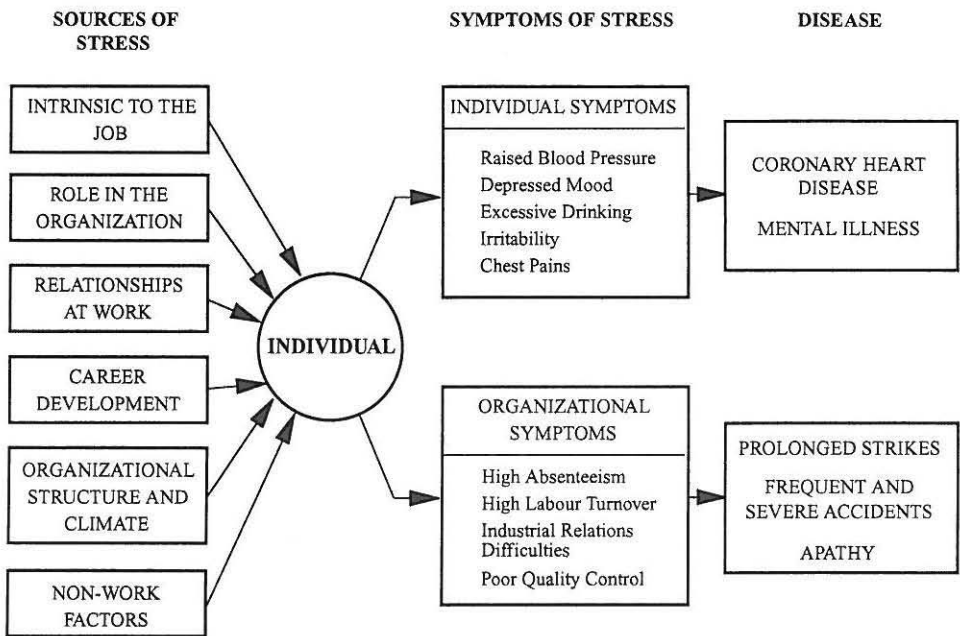 SOURCES OF
STRESS
INTRINSIC TO THE
JOB
ROLE IN THE
ORGANIZATION
RELATIONSHIPS
AT WORK
CAREER
DEVELOPMENT
ORGANIZATIONAL
STRUCTURE AND
CLIMATE
NON-WORK
FACTORS
INDIVIDUAL
SYMPTOMS OF STRESS
INDIVIDUAL SYMPTOMS
Raised Blood Pressure
Depressed Mood
Excessive Drinking
Irritability
Chest Pains
ORGANIZATIONAL
SYMPTOMS
High Absenteeism
High Labour Turnover
Industrial Relations
Difficulties
Poor Quality Control
DISEASE
CORONARY HEART
DISEASE
MENTAL ILLNESS
PROLONGED STRIKES
FREQUENT AND
SEVERE ACCIDENTS
APATHY